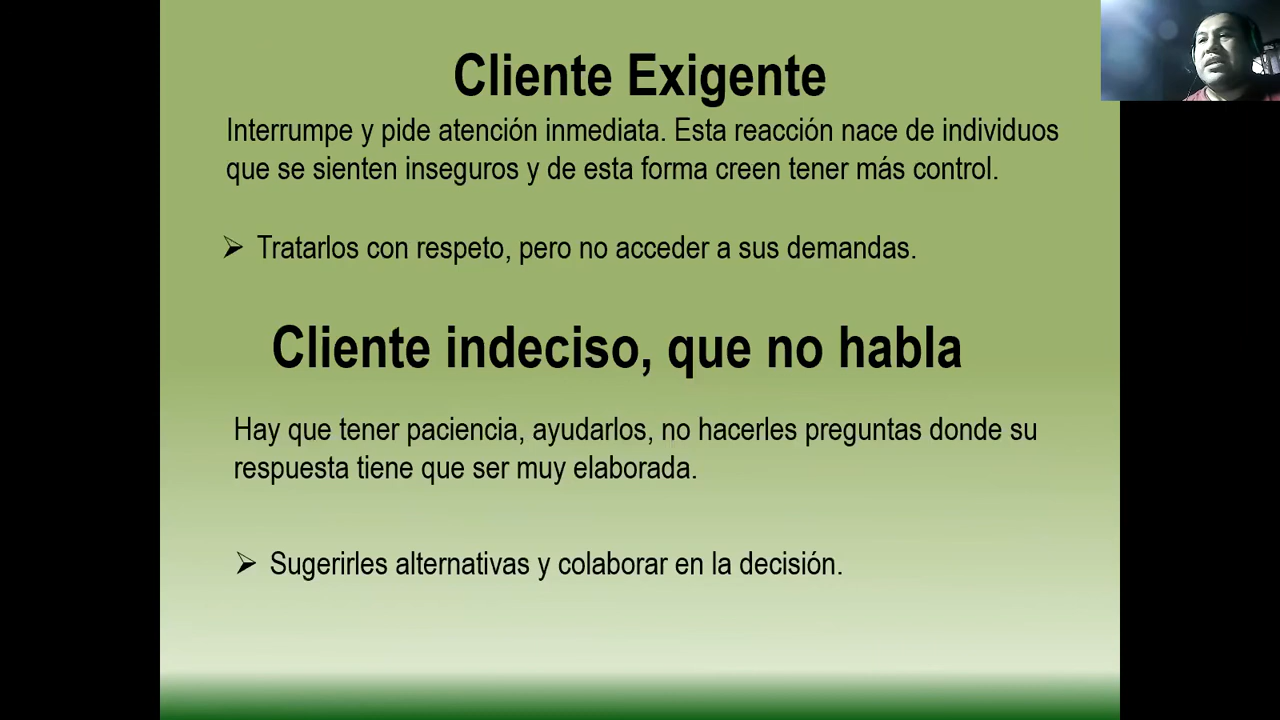 Cliente Exigente
Interrumpe y pide atención inmediata. Esta reacción nace de individuos
que se sienten inseguros y de esta forma creen tener más control.
➢ Tratarlos con respeto, pero no acceder a sus demandas.
Cliente indeciso, que no habla
Hay que tener paciencia, ayudarlos, no hacerles preguntas donde su
respuesta tiene que ser muy elaborada.
➢ Sugerirles alternativas y colaborar en la decisión.